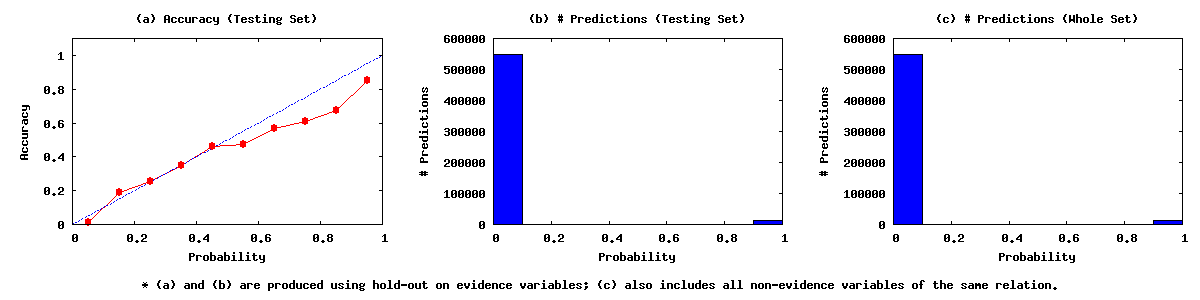 (a) Accuracy (Testing Set)
(b) # Predictions (Testing Set)
(c) # Predictions (Whole Set)
Accuracy
1
0.8
0.6
0.4
0.2
0
0 0.2 0.4 0.6 0.8 1
Probability
# Predictions
600000
500000
400000
300000
200000
100000
0
0 0.2 0.4 0.6 0.8 1
Probability
# Predictions
600000
500000
400000
300000
200000
100000
0
0 0.2 0.4 0.6 0.8 1
Probability
* (a) and (b) are produced using hold-out on evidence variables; (c) also includes all non-evidence variables of the same relation.